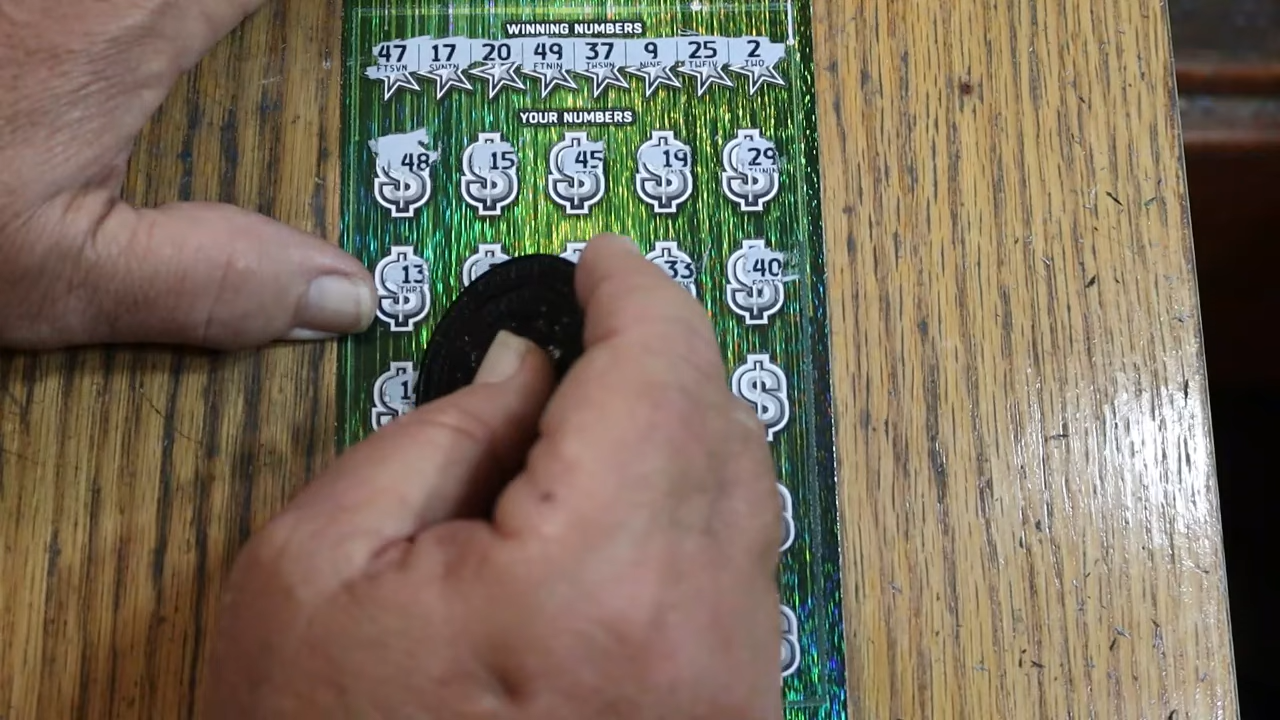 WINNING NUMBERS
47 17 20 49 37 9 25 2
FTSVN SVNTN FTNIN THSVN NINE TWFIV TWO
YOUR NUMBERS
48 15 45 19 29
13 33 40
THRT